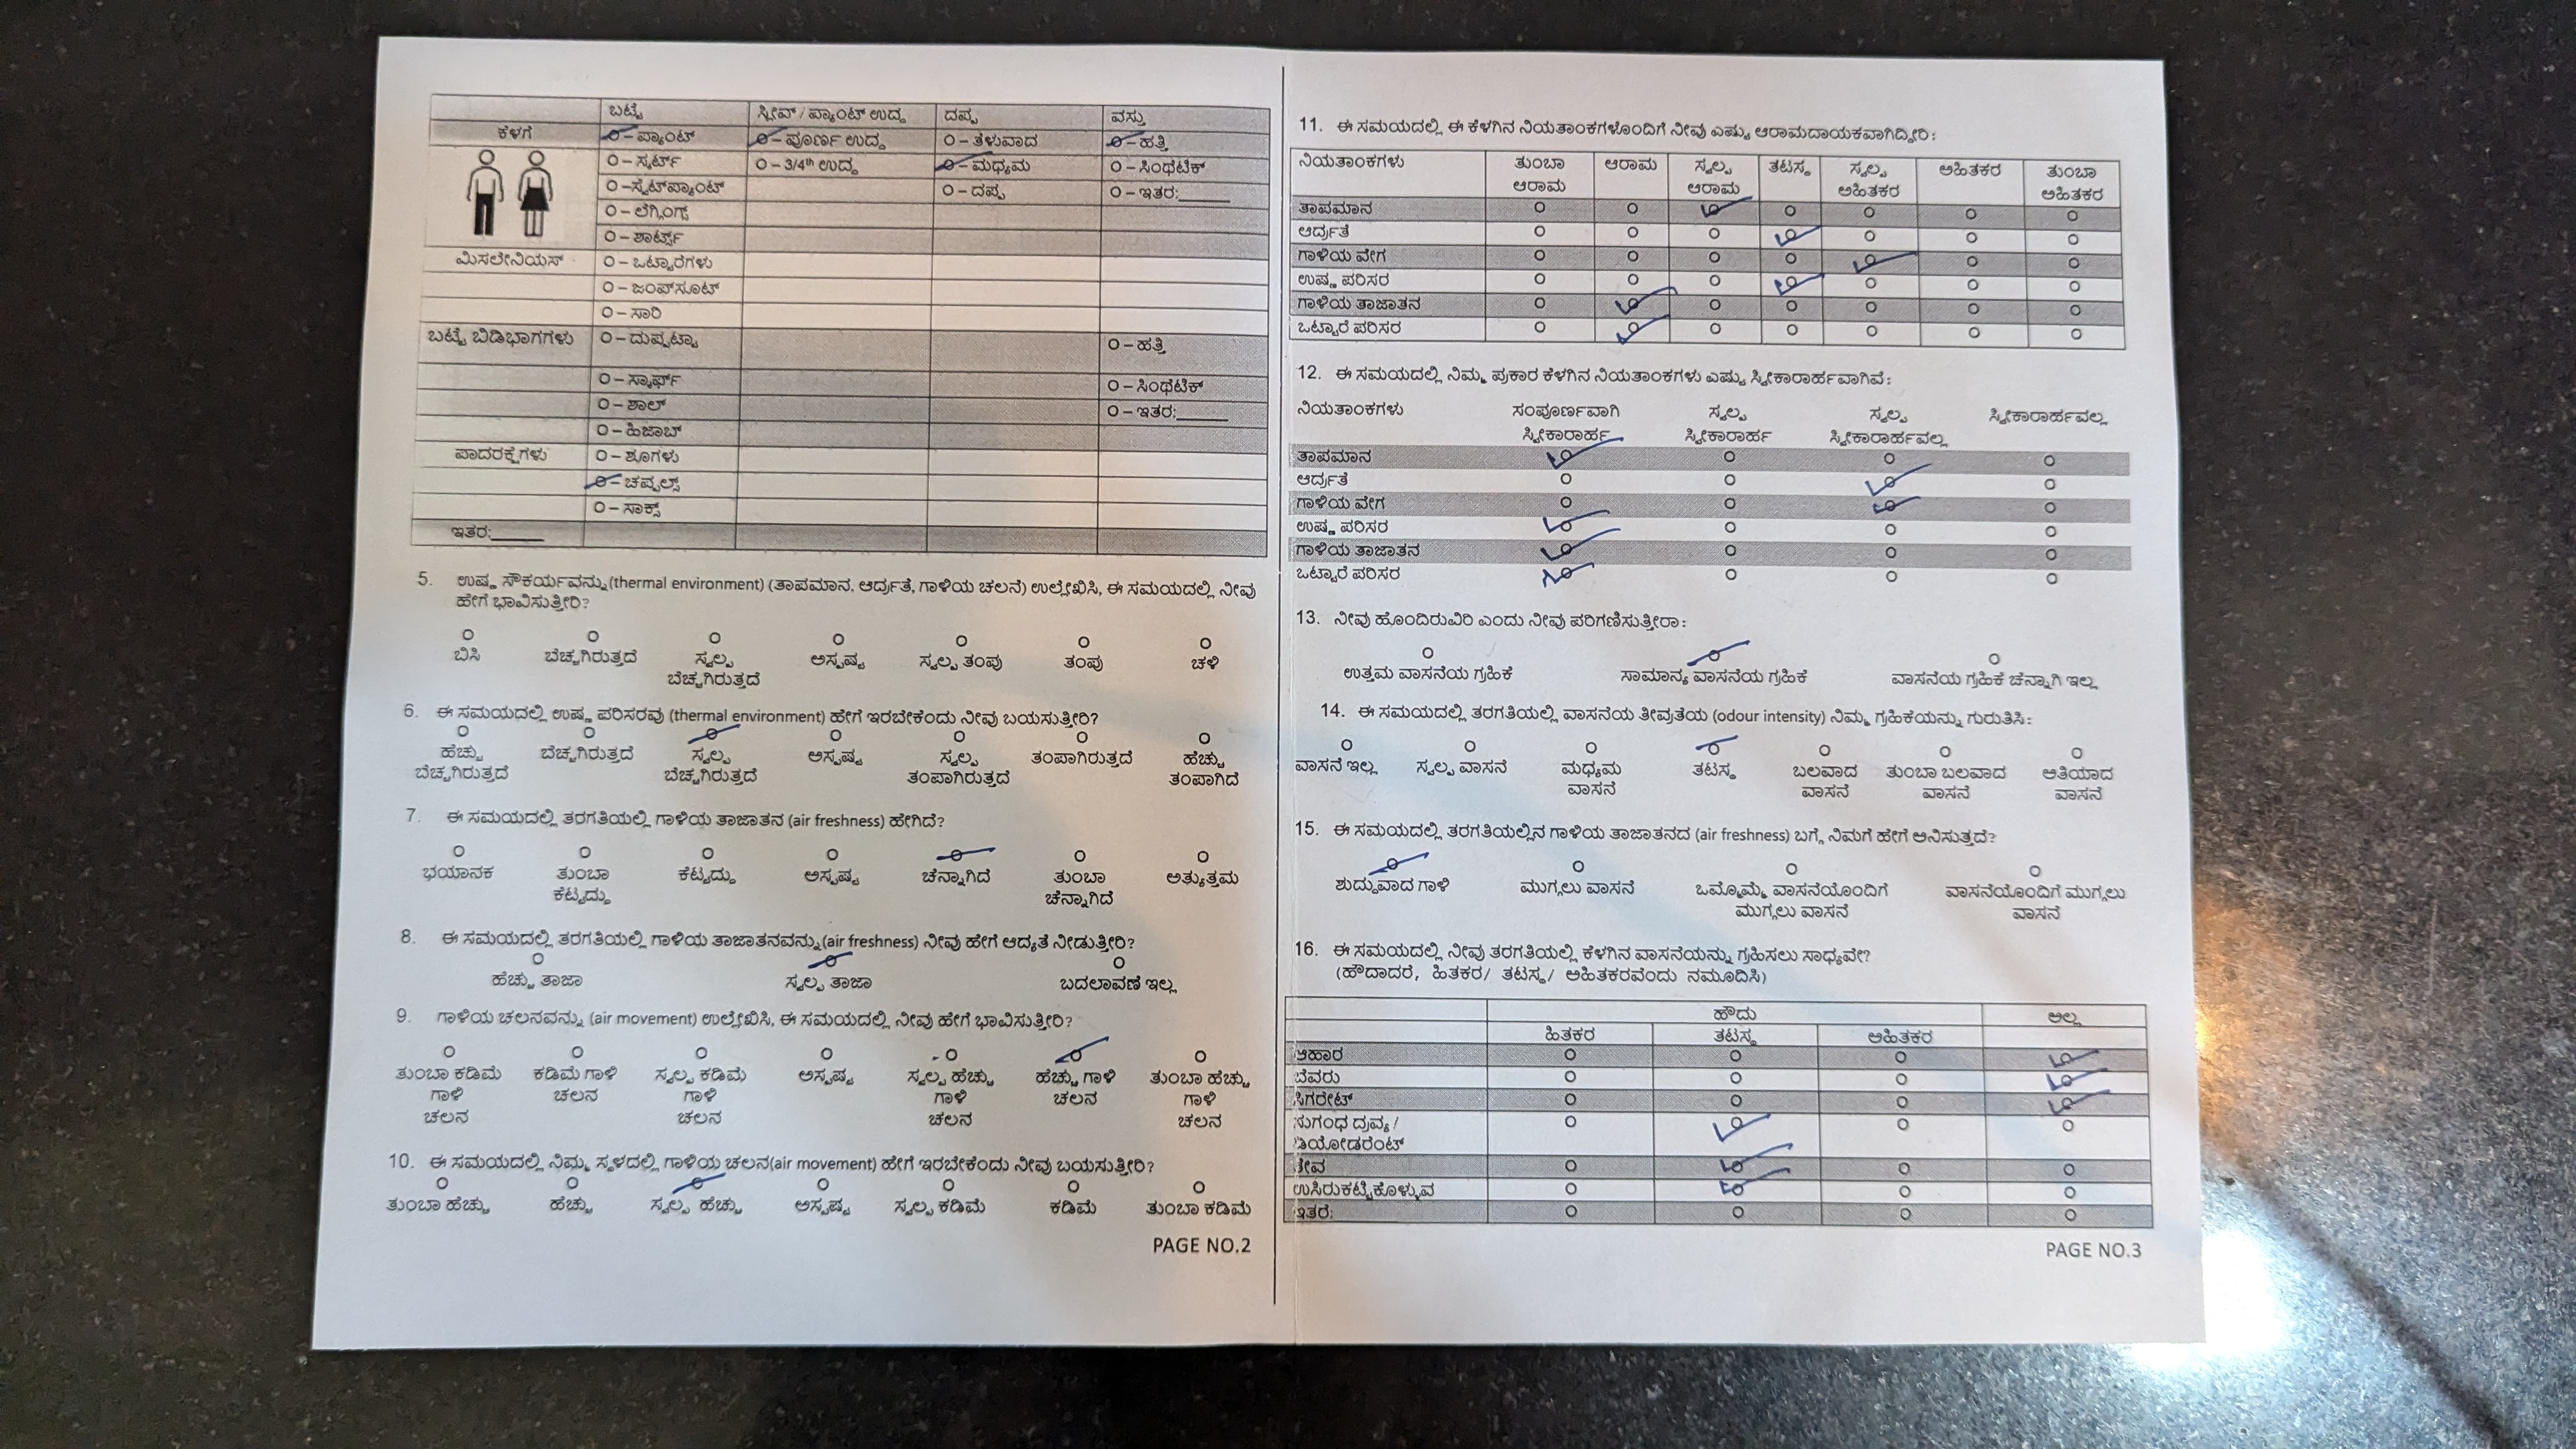 ಬಟ್ಟೆ ಸ್ಲೀವ್ / ಪ್ಯಾಂಟ್ ಉದ್ದ ದಪ್ಪ ವಸ್ತು
ಕೆಳಗೆ O – ಪ್ಯಾಂಟ್ O – ಪೂರ್ಣ ಉದ್ದ O – ತೆಳುವಾದ O – ಹತ್ತಿ
O – ಸ್ಕರ್ಟ್ O – 3/4th ಉದ್ದ O – ಮಧ್ಯಮ O – ಸಿಂಥೆಟಿಕ್
O –ಸ್ವೆಟ್‌ಪ್ಯಾಂಟ್ O – ದಪ್ಪ O – ಇತರ:______
O – ಲೆಗ್ಗಿಂಗ್ಸ್
O – ಶಾರ್ಟ್ಸ್
ಮಿಸಲೇನಿಯಸ್ O – ಒಟ್ಟಾರೆಗಳು
O – ಜಂಪ್‌ಸೂಟ್
O – ಸಾರಿ
ಬಟ್ಟೆ ಬಿಡಿಭಾಗಗಳು O – ದುಪ್ಪಟ್ಟಾ O – ಹತ್ತಿ
O – ಸ್ಕಾರ್ಫ್ O – ಸಿಂಥೆಟಿಕ್
O – ಶಾಲ್ O – ಇತರ:______
O – ಹಿಜಾಬ್
ಪಾದರಕ್ಷೆಗಳು O – ಶೂಗಳು
O – ಚಪ್ಪಲ್ಸ್
O – ಸಾಕ್ಸ್
ಇತರ:______
5. ಉಷ್ಣ ಸೌಕರ್ಯವನ್ನು (thermal environment) (ತಾಪಮಾನ, ಆರ್ದ್ರತೆ, ಗಾಳಿಯ ಚಲನೆ) ಉಲ್ಲೇಖಿಸಿ, ಈ ಸಮಯದಲ್ಲಿ ನೀವು
ಹೇಗೆ ಭಾವಿಸುತ್ತೀರಿ?
O O O O O O O
ಬಿಸಿ ಬೆಚ್ಚಗಿರುತ್ತದೆ ಸ್ವಲ್ಪ ಅಸ್ಪಷ್ಟ ಸ್ವಲ್ಪ ತಂಪು ತಂಪು ಚಳಿ
ಬೆಚ್ಚಗಿರುತ್ತದೆ
6. ಈ ಸಮಯದಲ್ಲಿ ಉಷ್ಣ ಪರಿಸರವು (thermal environment) ಹೇಗೆ ಇರಬೇಕೆಂದು ನೀವು ಬಯಸುತ್ತೀರಿ?
O O O O O O O
ಹೆಚ್ಚು ಬೆಚ್ಚಗಿರುತ್ತದೆ ಸ್ವಲ್ಪ ಅಸ್ಪಷ್ಟ ಸ್ವಲ್ಪ ತಂಪಾಗಿರುತ್ತದೆ ಹೆಚ್ಚು
ಬೆಚ್ಚಗಿರುತ್ತದೆ ಬೆಚ್ಚಗಿರುತ್ತದೆ ತಂಪಾಗಿರುತ್ತದೆ ತಂಪಾಗಿದೆ
7. ಈ ಸಮಯದಲ್ಲಿ ತರಗತಿಯಲ್ಲಿ ಗಾಳಿಯ ತಾಜಾತನ (air freshness) ಹೇಗಿದೆ?
O O O O O O O
ಭಯಾನಕ ತುಂಬಾ ಕೆಟ್ಟದ್ದು ಅಸ್ಪಷ್ಟ ಚೆನ್ನಾಗಿದೆ ತುಂಬಾ ಅತ್ಯುತ್ತಮ
ಕೆಟ್ಟದ್ದು ಚೆನ್ನಾಗಿದೆ
8. ಈ ಸಮಯದಲ್ಲಿ ತರಗತಿಯಲ್ಲಿ ಗಾಳಿಯ ತಾಜಾತನವನ್ನು (air freshness) ನೀವು ಹೇಗೆ ಆದ್ಯತೆ ನೀಡುತ್ತೀರಿ?
O O O
ಹೆಚ್ಚು ತಾಜಾ ಸ್ವಲ್ಪ ತಾಜಾ ಬದಲಾವಣೆ ಇಲ್ಲ
9. ಗಾಳಿಯ ಚಲನವನ್ನು (air movement) ಉಲ್ಲೇಖಿಸಿ, ಈ ಸಮಯದಲ್ಲಿ ನೀವು ಹೇಗೆ ಭಾವಿಸುತ್ತೀರಿ?
O O O O O O O
ತುಂಬಾ ಕಡಿಮೆ ಕಡಿಮೆ ಗಾಳಿ ಸ್ವಲ್ಪ ಕಡಿಮೆ ಅಸ್ಪಷ್ಟ ಸ್ವಲ್ಪ ಹೆಚ್ಚು ಹೆಚ್ಚು ಗಾಳಿ ತುಂಬಾ ಹೆಚ್ಚು
ಗಾಳಿ ಚಲನ ಗಾಳಿ ಗಾಳಿ ಚಲನ ಗಾಳಿ
ಚಲನ ಚಲನ ಚಲನ ಚಲನ
10. ಈ ಸಮಯದಲ್ಲಿ ನಿಮ್ಮ ಸ್ಥಳದಲ್ಲಿ ಗಾಳಿಯ ಚಲನ(air movement) ಹೇಗೆ ಇರಬೇಕೆಂದು ನೀವು ಬಯಸುತ್ತೀರಿ?
O O O O O O O
ತುಂಬಾ ಹೆಚ್ಚು ಹೆಚ್ಚು ಸ್ವಲ್ಪ ಹೆಚ್ಚು ಅಸ್ಪಷ್ಟ ಸ್ವಲ್ಪ ಕಡಿಮೆ ಕಡಿಮೆ ತುಂಬಾ ಕಡಿಮೆ
PAGE NO.2
11. ಈ ಸಮಯದಲ್ಲಿ ಈ ಕೆಳಗಿನ ನಿಯತಾಂಕಗಳೊಂದಿಗೆ ನೀವು ಎಷ್ಟು ಆರಾಮದಾಯಕವಾಗಿದ್ದೀರಿ:
ನಿಯತಾಂಕಗಳು ತುಂಬಾ ಆರಾಮ ಸ್ವಲ್ಪ ತಟಸ್ಥ ಸ್ವಲ್ಪ ಅಹಿತಕರ ತುಂಬಾ
ಆರಾಮ ಆರಾಮ ಅಹಿತಕರ ಅಹಿತಕರ
ತಾಪಮಾನ O O O O O O O
ಆರ್ದ್ರತೆ O O O O O O O
ಗಾಳಿಯ ವೇಗ O O O O O O O
ಉಷ್ಣ ಪರಿಸರ O O O O O O O
ಗಾಳಿಯ ತಾಜಾತನ O O O O O O O
ಒಟ್ಟಾರೆ ಪರಿಸರ O O O O O O O
12. ಈ ಸಮಯದಲ್ಲಿ ನಿಮ್ಮ ಪ್ರಕಾರ ಕೆಳಗಿನ ನಿಯತಾಂಕಗಳು ಎಷ್ಟು ಸ್ವೀಕಾರಾರ್ಹವಾಗಿವೆ:
ನಿಯತಾಂಕಗಳು ಸಂಪೂರ್ಣವಾಗಿ ಸ್ವಲ್ಪ ಸ್ವಲ್ಪ ಸ್ವೀಕಾರಾರ್ಹವಲ್ಲ
ಸ್ವೀಕಾರಾರ್ಹ ಸ್ವೀಕಾರಾರ್ಹ ಸ್ವೀಕಾರಾರ್ಹವಲ್ಲ
ತಾಪಮಾನ O O O O
ಆರ್ದ್ರತೆ O O O O
ಗಾಳಿಯ ವೇಗ O O O O
ಉಷ್ಣ ಪರಿಸರ O O O O
ಗಾಳಿಯ ತಾಜಾತನ O O O O
ಒಟ್ಟಾರೆ ಪರಿಸರ O O O O
13. ನೀವು ಹೊಂದಿರುವಿರಿ ಎಂದು ನೀವು ಪರಿಗಣಿಸುತ್ತೀರಾ:
O O O
ಉತ್ತಮ ವಾಸನೆಯ ಗ್ರಹಿಕೆ ಸಾಮಾನ್ಯ ವಾಸನೆಯ ಗ್ರಹಿಕೆ ವಾಸನೆಯ ಗ್ರಹಿಕೆ ಚೆನ್ನಾಗಿ ಇಲ್ಲ
14. ಈ ಸಮಯದಲ್ಲಿ ತರಗತಿಯಲ್ಲಿ ವಾಸನೆಯ ತೀವ್ರತೆಯ (odour intensity) ನಿಮ್ಮ ಗ್ರಹಿಕೆಯನ್ನು ಗುರುತಿಸಿ:
O O O O O O O
ವಾಸನೆ ಇಲ್ಲ ಸ್ವಲ್ಪ ವಾಸನೆ ಮಧ್ಯಮ ತಟಸ್ಥ ಬಲವಾದ ತುಂಬಾ ಬಲವಾದ ಅತಿಯಾದ
ವಾಸನೆ ವಾಸನೆ ವಾಸನೆ ವಾಸನೆ
15. ಈ ಸಮಯದಲ್ಲಿ ತರಗತಿಯಲ್ಲಿನ ಗಾಳಿಯ ತಾಜಾತನದ (air freshness) ಬಗ್ಗೆ ನಿಮಗೆ ಹೇಗೆ ಅನಿಸುತ್ತದೆ?
O O O O
ಶುದ್ಧವಾದ ಗಾಳಿ ಮುಗ್ಗಲು ವಾಸನೆ ಒಮ್ಮೊಮ್ಮೆ ವಾಸನೆಯೊಂದಿಗೆ ವಾಸನೆಯೊಂದಿಗೆ ಮುಗ್ಗಲು
ಮುಗ್ಗಲು ವಾಸನೆ ವಾಸನೆ
16. ಈ ಸಮಯದಲ್ಲಿ ನೀವು ತರಗತಿಯಲ್ಲಿ ಕೆಳಗಿನ ವಾಸನೆಯನ್ನು ಗ್ರಹಿಸಲು ಸಾಧ್ಯವೇ?
(ಹೌದಾದರೆ, ಹಿತಕರ/ ತಟಸ್ಥ/ ಅಹಿತಕರವೆಂದು ನಮೂದಿಸಿ)
ಹೌದು ಅಲ್ಲ
ಹಿತಕರ ತಟಸ್ಥ ಅಹಿತಕರ
ಆಹಾರ O O O O
ಬೆವರು O O O O
ಸಿಗರೇಟ್ O O O O
ಸುಗಂಧ ದ್ರವ್ಯ / O O O O
ಡಿಯೋಡರೆಂಟ್
ತೇವ O O O O
ಉಸಿರುಕಟ್ಟಿಕೊಳ್ಳುವ O O O O
ಇತರೆ: O O O O
PAGE NO.3